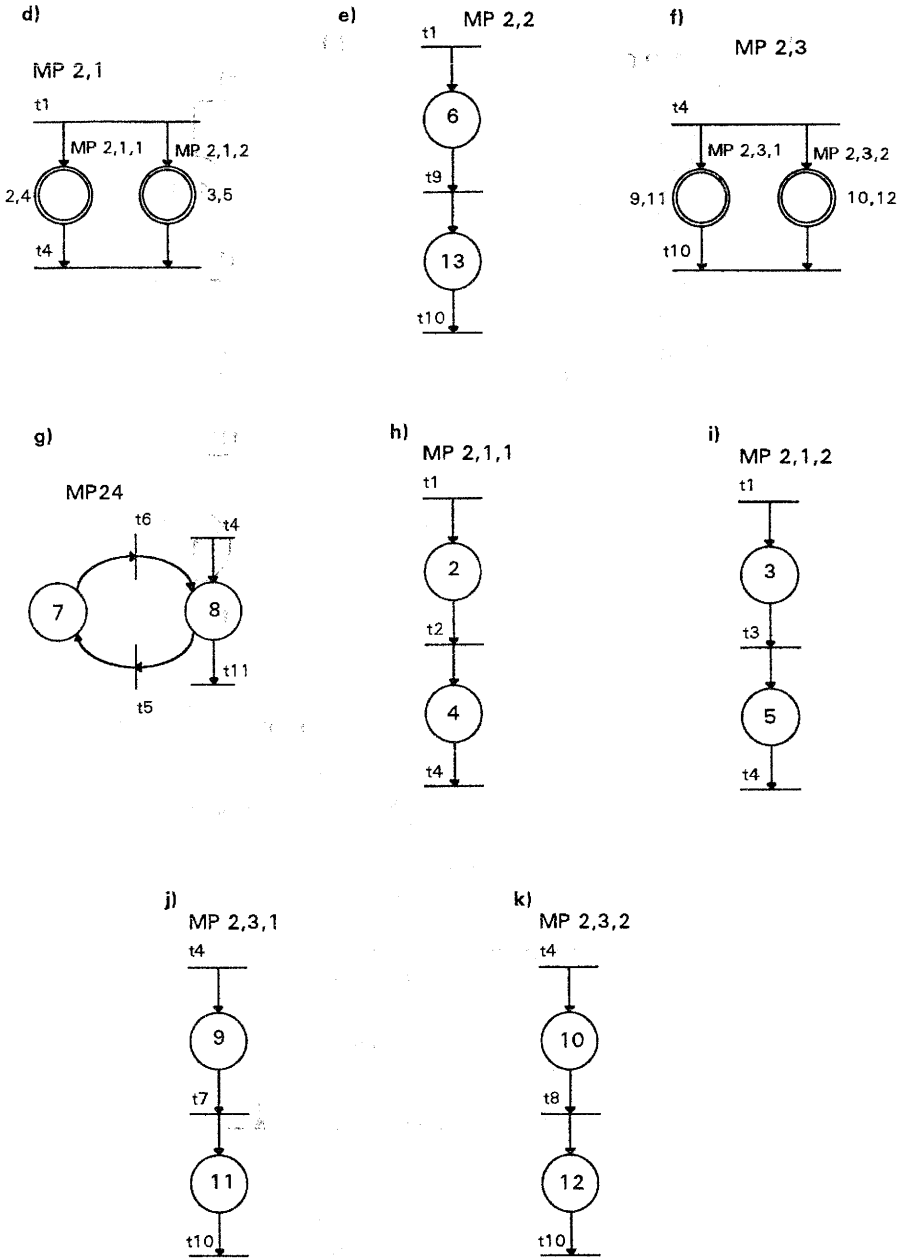 d)
MP 2,1
t1
MP 2,1,1
MP 2,1,2
2,4
3,5
t4
e)
MP 2,2
t1
6
t9
13
t10
f)
MP 2,3
t4
MP 2,3,1
MP 2,3,2
9,11
10,12
t10
g)
MP24
t6
t4
7
8
t11
t5
h)
MP 2,1,1
t1
2
t2
4
t4
i)
MP 2,1,2
t1
3
t3
5
t4
j)
MP 2,3,1
t4
9
t7
11
t10
k)
MP 2,3,2
t4
10
t8
12
t10